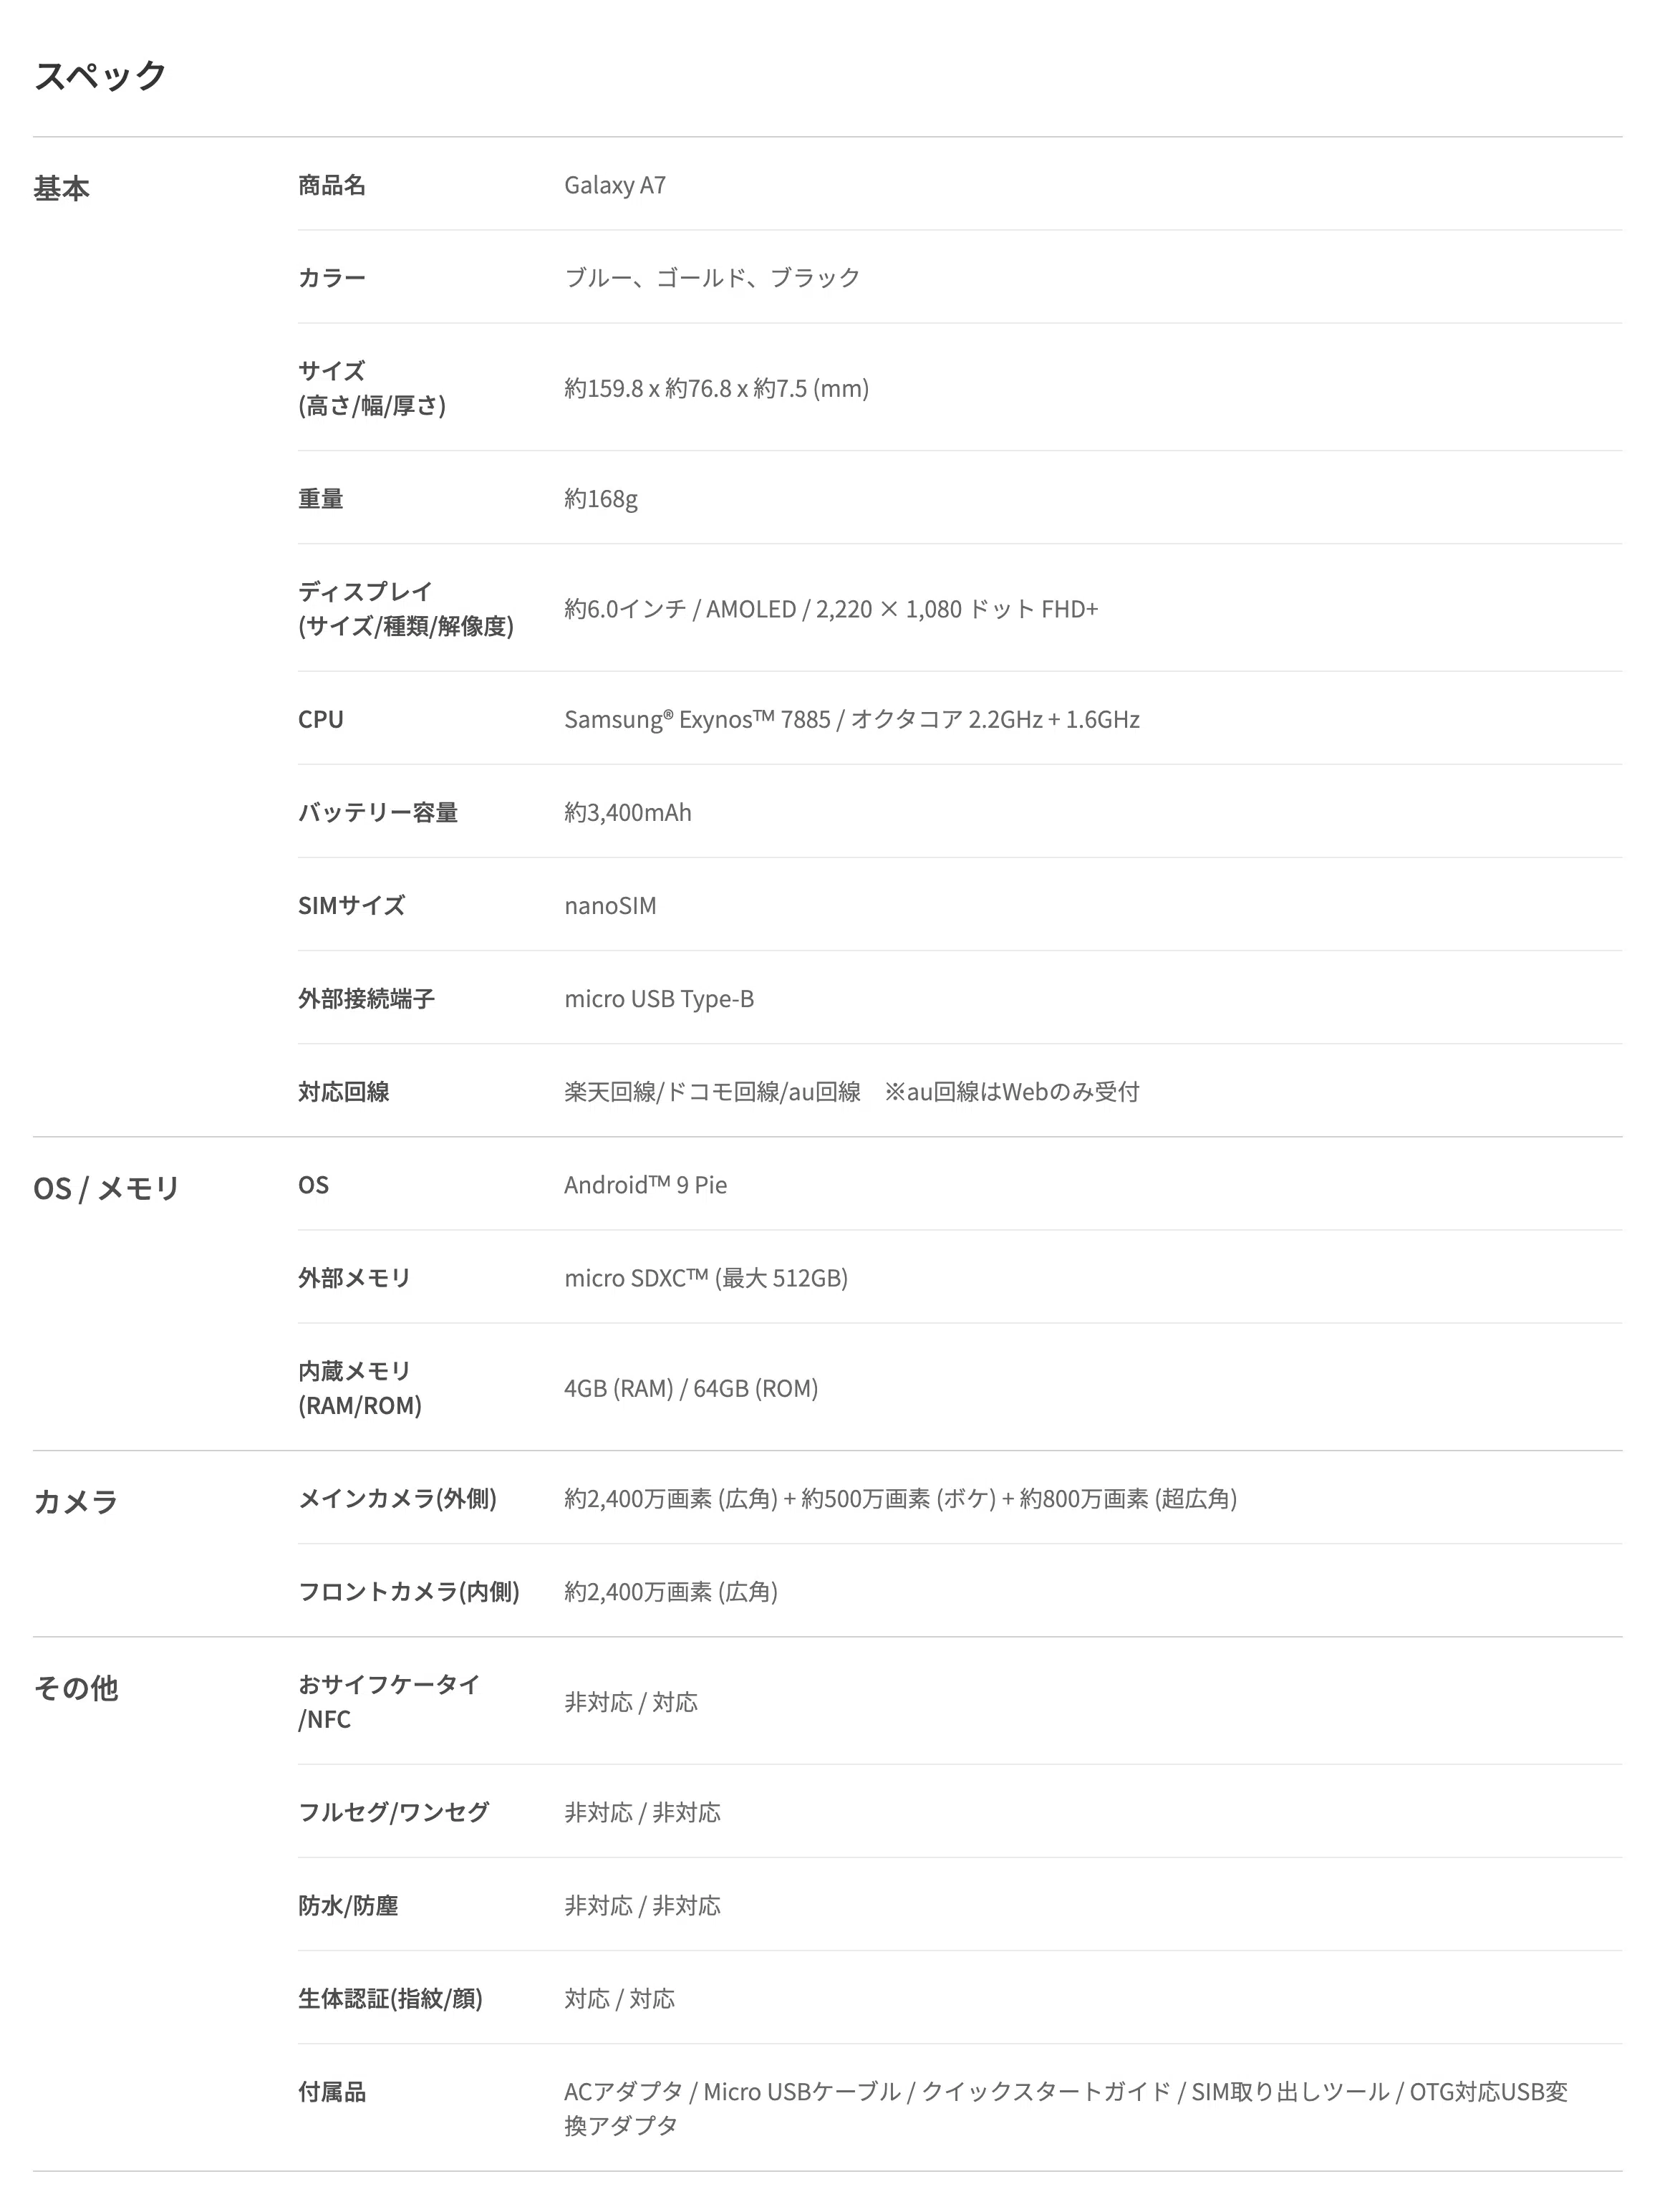 スペック
基本
商品名
Galaxy A7
カラー
ブルー、ゴールド、ブラック
サイズ
(高さ/幅/厚さ)
約159.8 x 約76.8 x 約7.5 (mm)
重量
約168g
ディスプレイ
(サイズ/種類/解像度)
約6.0インチ / AMOLED / 2,220 × 1,080 ドット FHD+
CPU
Samsung® Exynos™ 7885 / オクタコア 2.2GHz + 1.6GHz
バッテリー容量
約3,400mAh
SIMサイズ
nanoSIM
外部接続端子
micro USB Type-B
対応回線
楽天回線/ドコモ回線/au回線　※au回線はWebのみ受付
OS / メモリ
OS
Android™ 9 Pie
外部メモリ
micro SDXC™ (最大 512GB)
内蔵メモリ
(RAM/ROM)
4GB (RAM) / 64GB (ROM)
カメラ
メインカメラ(外側)
約2,400万画素 (広角) + 約500万画素 (ボケ) + 約800万画素 (超広角)
フロントカメラ(内側)
約2,400万画素 (広角)
その他
おサイフケータイ
/NFC
非対応 / 対応
フルセグ/ワンセグ
非対応 / 非対応
防水/防塵
非対応 / 非対応
生体認証(指紋/顔)
対応 / 対応
付属品
ACアダプタ / Micro USBケーブル / クイックスタートガイド / SIM取り出しツール / OTG対応USB変
換アダプタ